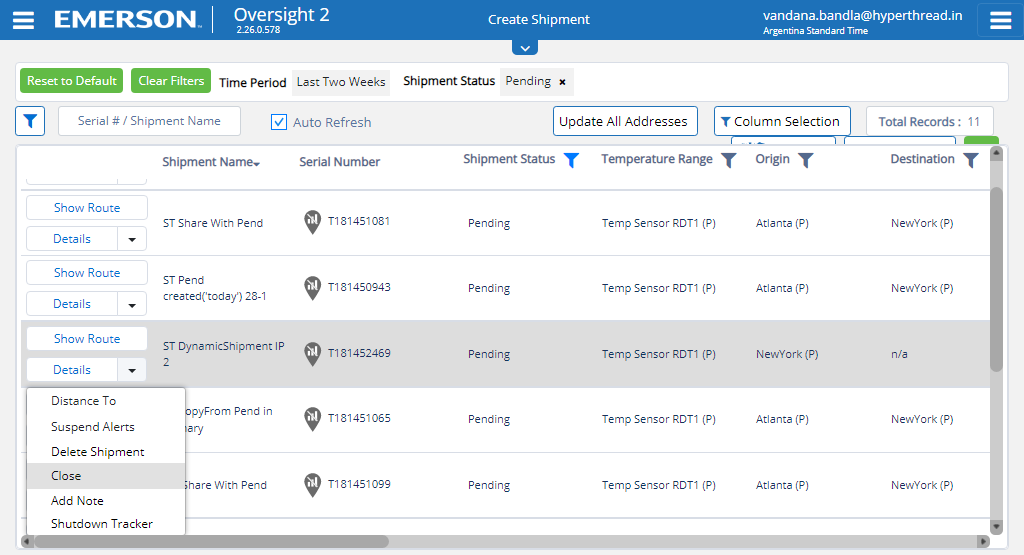 EMERSON
Oversight 2
2.26.0.578
Create Shipment
vandana.bandla@hyperthread.in
Argentina Standard Time
Reset to Default
Clear Filters
Time Period
Last Two Weeks
Shipment Status
Pending ×
Serial # / Shipment Name
Auto Refresh
Update All Addresses
Column Selection
Total Records : 11
Shipment Name
Serial Number
Shipment Status
Temperature Range
Origin
Destination
Show Route
Details
ST Share With Pend
T181451081
Pending
Temp Sensor RDT1 (P)
Atlanta (P)
NewYork (P)
Show Route
Details
ST Pend
created('today') 28-1
T181450943
Pending
Temp Sensor RDT1 (P)
Atlanta (P)
NewYork (P)
Show Route
Details
ST DynamicShipment IP
2
T181452469
Pending
Temp Sensor RDT1 (P)
NewYork (P)
n/a
Distance To
Suspend Alerts
Delete Shipment
Close
Add Note
Shutdown Tracker
opyFrom Pend in
T181451065
Pending
Temp Sensor RDT1 (P)
Atlanta (P)
NewYork (P)
Share With Pend
T181451099
Pending
Temp Sensor RDT1 (P)
Atlanta (P)
NewYork (P)